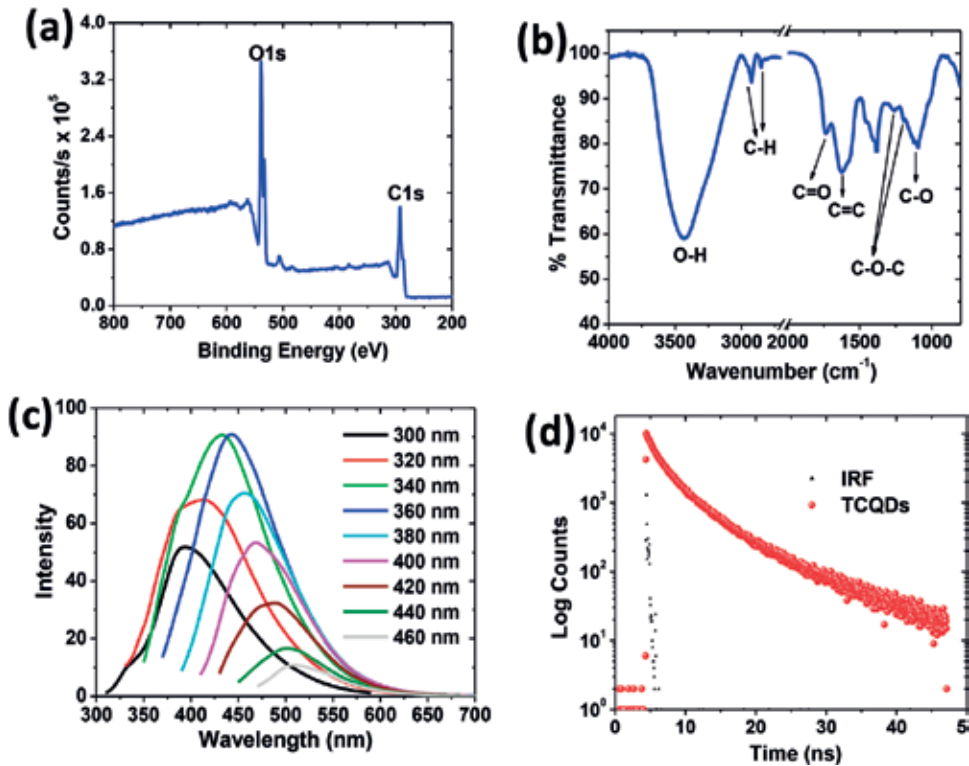 (a)
4.0
3.2
2.4
1.6
0.8
0.0
Counts/s x 10⁵
O1s
C1s
800 700 600 500 400 300 200
Binding Energy (eV)
(b)
100
90
80
70
60
50
40
% Transmittance
O-H
C-H
C=O
C=C
C-O-C
C-O
4000 3500 3000 2000 1500 1000
Wavenumber (cm⁻¹)
(c)
100
80
60
40
20
0
Intensity
300 nm
320 nm
340 nm
360 nm
380 nm
400 nm
420 nm
440 nm
460 nm
300 350 400 450 500 550 600 650 700
Wavelength (nm)
(d)
10⁴
10³
10²
10¹
10⁰
Log Counts
IRF
TCQDs
0 10 20 30 40 50
Time (ns)